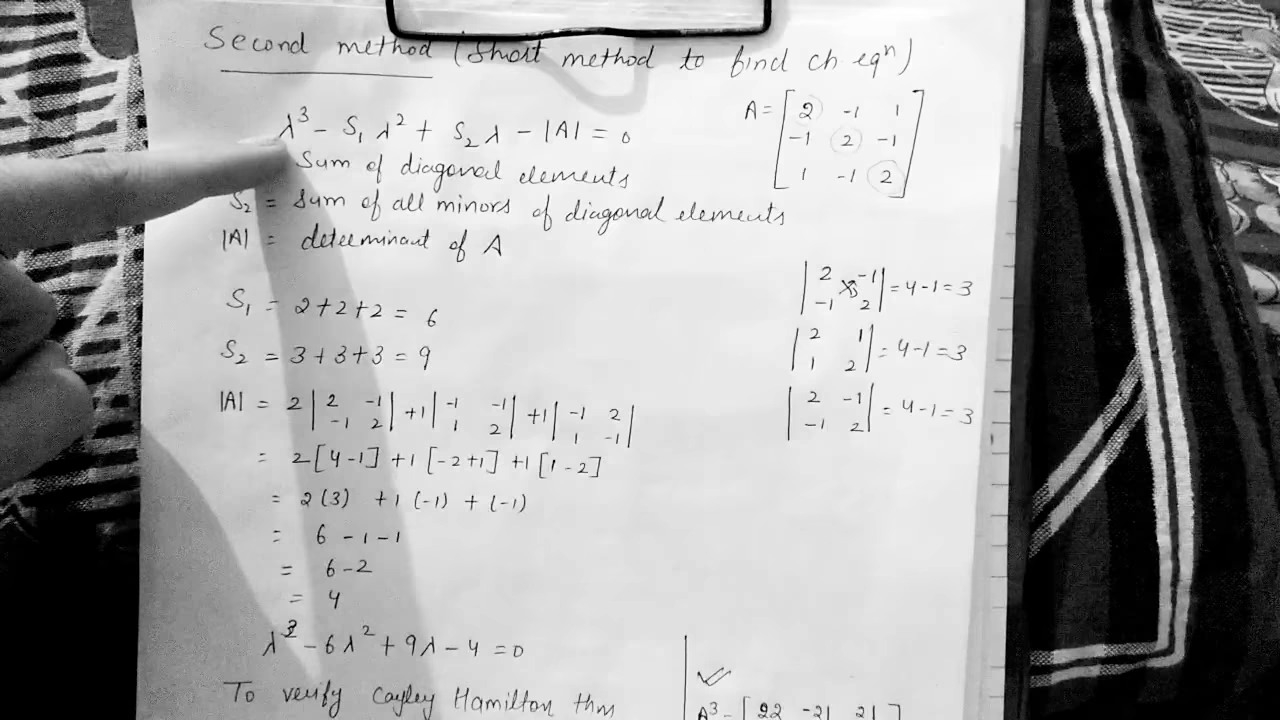 Second method (Short method to find ch. eqⁿ)
λ³ - S₁ λ² + S₂ λ - |A| = 0
A = [2 -1 1
-1 2 -1
1 -1 2]
Sum of diagonal elements
S₂ = Sum of all minors of diagonal elements
|A| = determinant of A
S₁ = 2+2+2 = 6
S₂ = 3+3+3 = 9
|2 -1
-1 2| = 4-1=3
|2 1
1 2| = 4-1=3
|2 -1
-1 2| = 4-1=3
|A| = 2 |2 -1| +1 |-1 -1| +1 |-1 2|
|-1 2| |1 2| |1 -1|
= 2[4-1] +1[-2+1] +1[1-2]
= 2(3) +1(-1) + (-1)
= 6 -1-1
= 6-2
= 4
λ³ - 6λ² + 9λ - 4 = 0
To verify Cayley Hamilton thm
A³ = [22 -21 21]